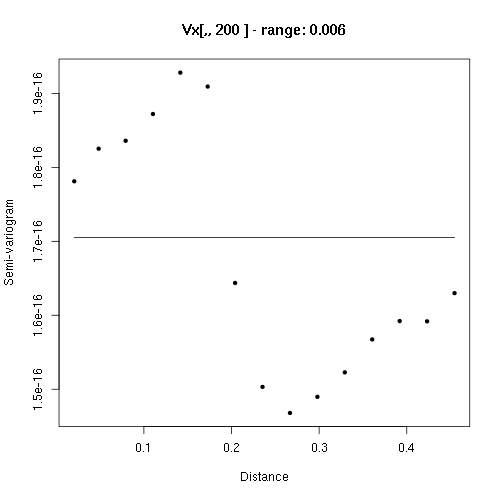 Vx[,, 200 ] - range: 0.006
1.9e-16
1.8e-16
1.7e-16
1.6e-16
1.5e-16
Semi-variogram
0.1 0.2 0.3 0.4
Distance